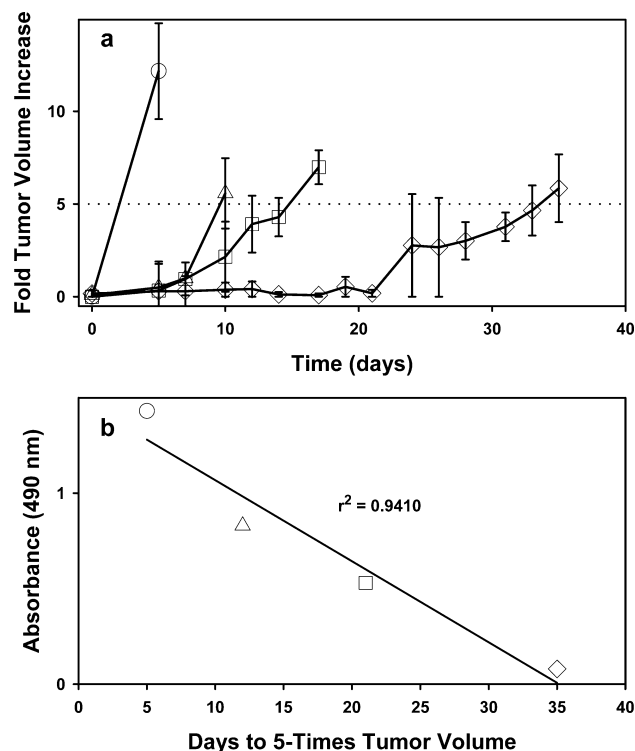 a
Fold Tumor Volume Increase
10
5
0
0 10 20 30 40
Time (days)
b
Absorbance (490 nm)
1
0
r² = 0.9410
0 5 10 15 20 25 30 35 40
Days to 5-Times Tumor Volume